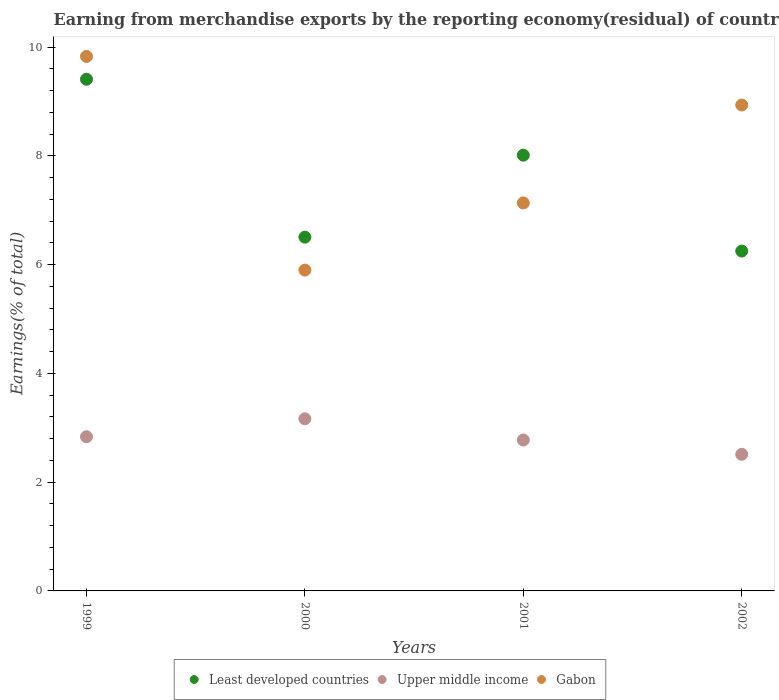 Earning from merchandise exports by the reporting economy(residual) of countr
10
8
6
4
2
0
Earnings(% of total)
1999
2000
2001
2002
Years
Least developed countries
Upper middle income
Gabon